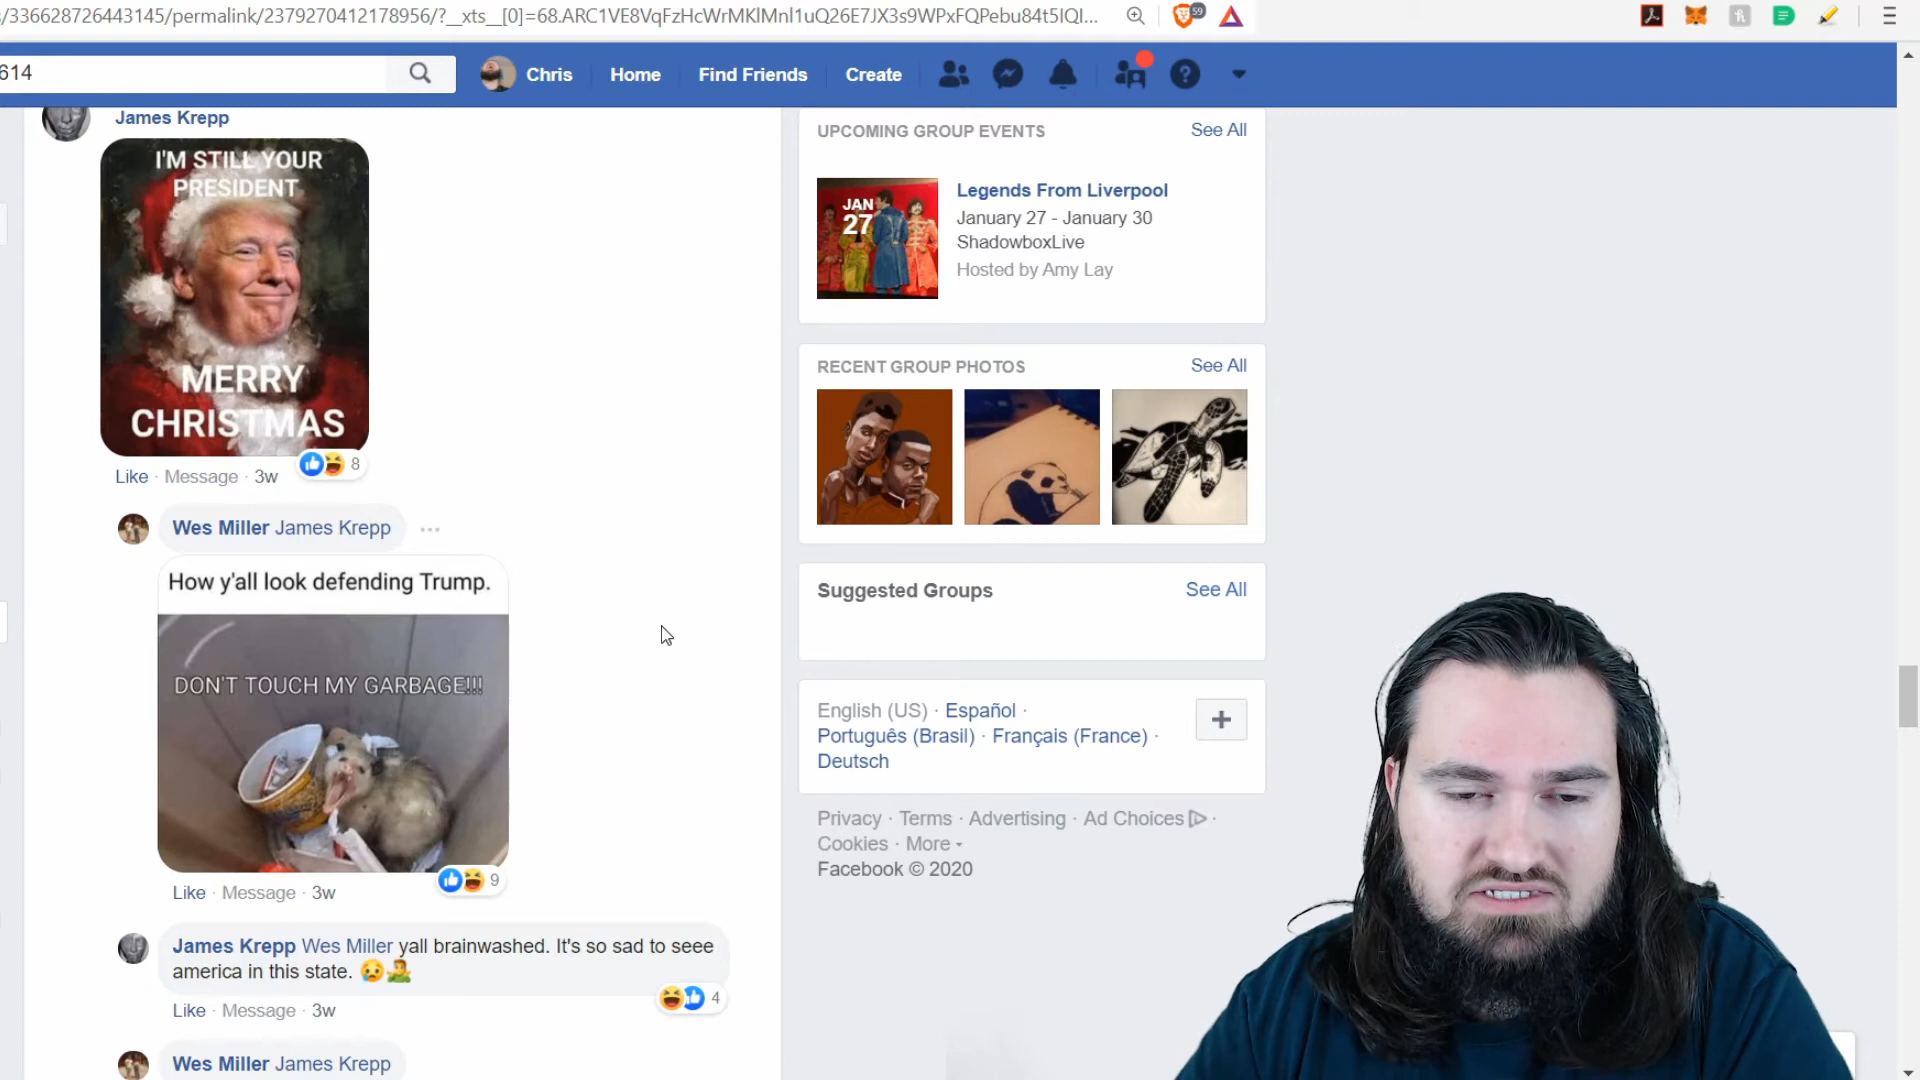 s/336628726443145/permalink/2379270412178956/?__xts__[0]=68.ARC1VE8VqFzHcWrMKlMnl1uQ26E7JX3s9WPxFQPebu84t5IQI...
59
614
Chris
Home
Find Friends
Create
James Krepp
I'M STILL YOUR
PRESIDENT
MERRY
CHRISTMAS
Like · Message · 3w
8
Wes Miller James Krepp
How y'all look defending Trump.
DON'T TOUCH MY GARBAGE!!!
Like · Message · 3w
9
James Krepp Wes Miller yall brainwashed. It's so sad to seee
america in this state. 😥🤷
Like · Message · 3w
4
Wes Miller James Krepp
UPCOMING GROUP EVENTS
See All
JAN
27
Legends From Liverpool
January 27 - January 30
ShadowboxLive
Hosted by Amy Lay
RECENT GROUP PHOTOS
See All
Suggested Groups
See All
English (US) · Español ·
Português (Brasil) · Français (France) ·
Deutsch
Privacy · Terms · Advertising · Ad Choices ·
Cookies · More
Facebook © 2020